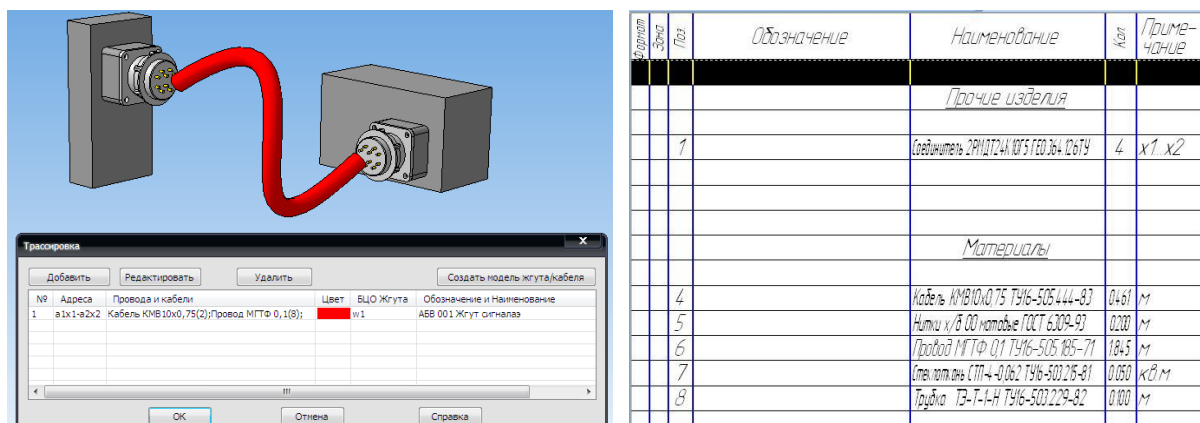 Трассировка
x
Добавить Редактировать Удалить Создать модель жгута/кабеля
№ Адреса Провода и кабели Цвет БЦО Жгута Обозначение и Наименование
1 a1x1-a2x2 Кабель КМВ10х0,75(2);Провод МГТФ 0,1(8); w1 АБВ 001 Жгут сигналаэ
ОК Отмена Справка
Формат Зона Поз. Обозначение Наименование Кол. Приме-
чание
Прочие изделия
1 Соединитель 2РМДТ24К10Г5 ГЕ0.364.126ТУ 4 x1...x2
Материалы
4 Кабель КМВ10х0,75 ТУ16-505.444-83 0.461 м
5 Нитки х/б 00 матовые ГОСТ 6309-93 0.200 м
6 Провод МГТФ 0,1 ТУ16-505.185-71 1.845 м
7 Стеклоткань СТП-4-0,062 ТУ16-503.215-81 0.050 кв.м
8 Трубка ТЭ-Т-1-Н ТУ16-503.229-82 0.100 м